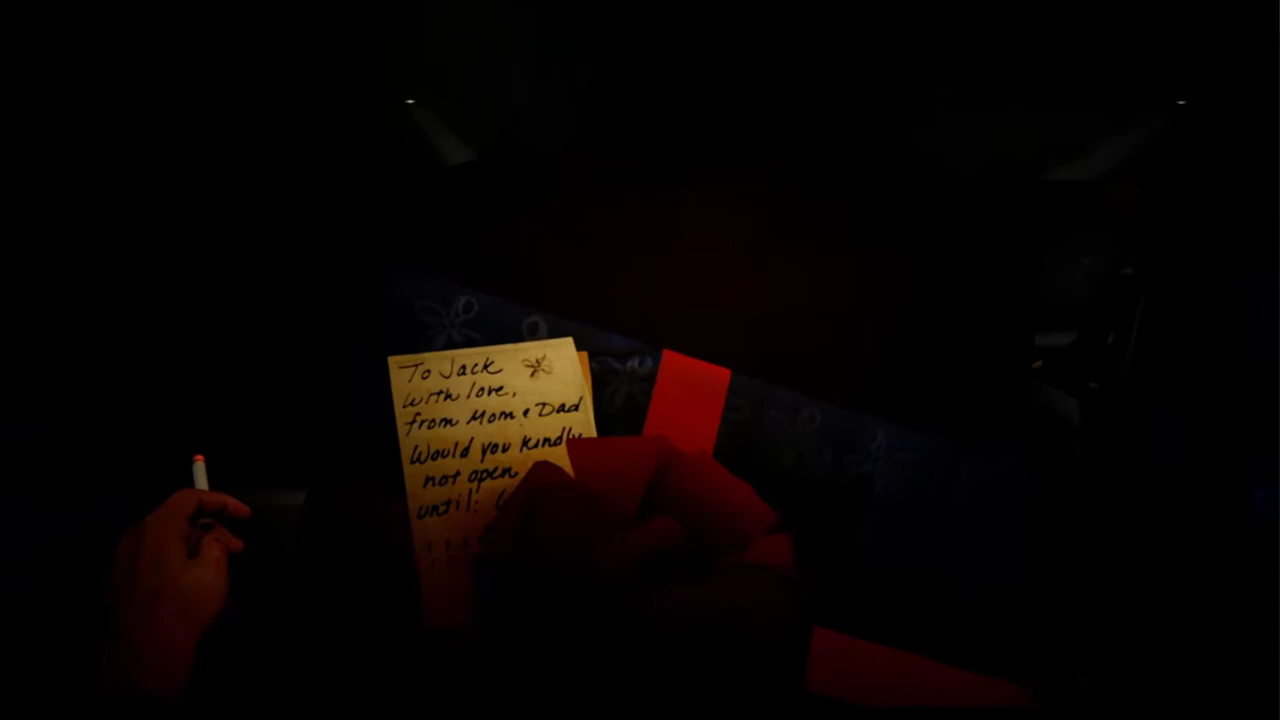 To Jack
with love,
from Mom & Dad
Would you kindly
not open
until: